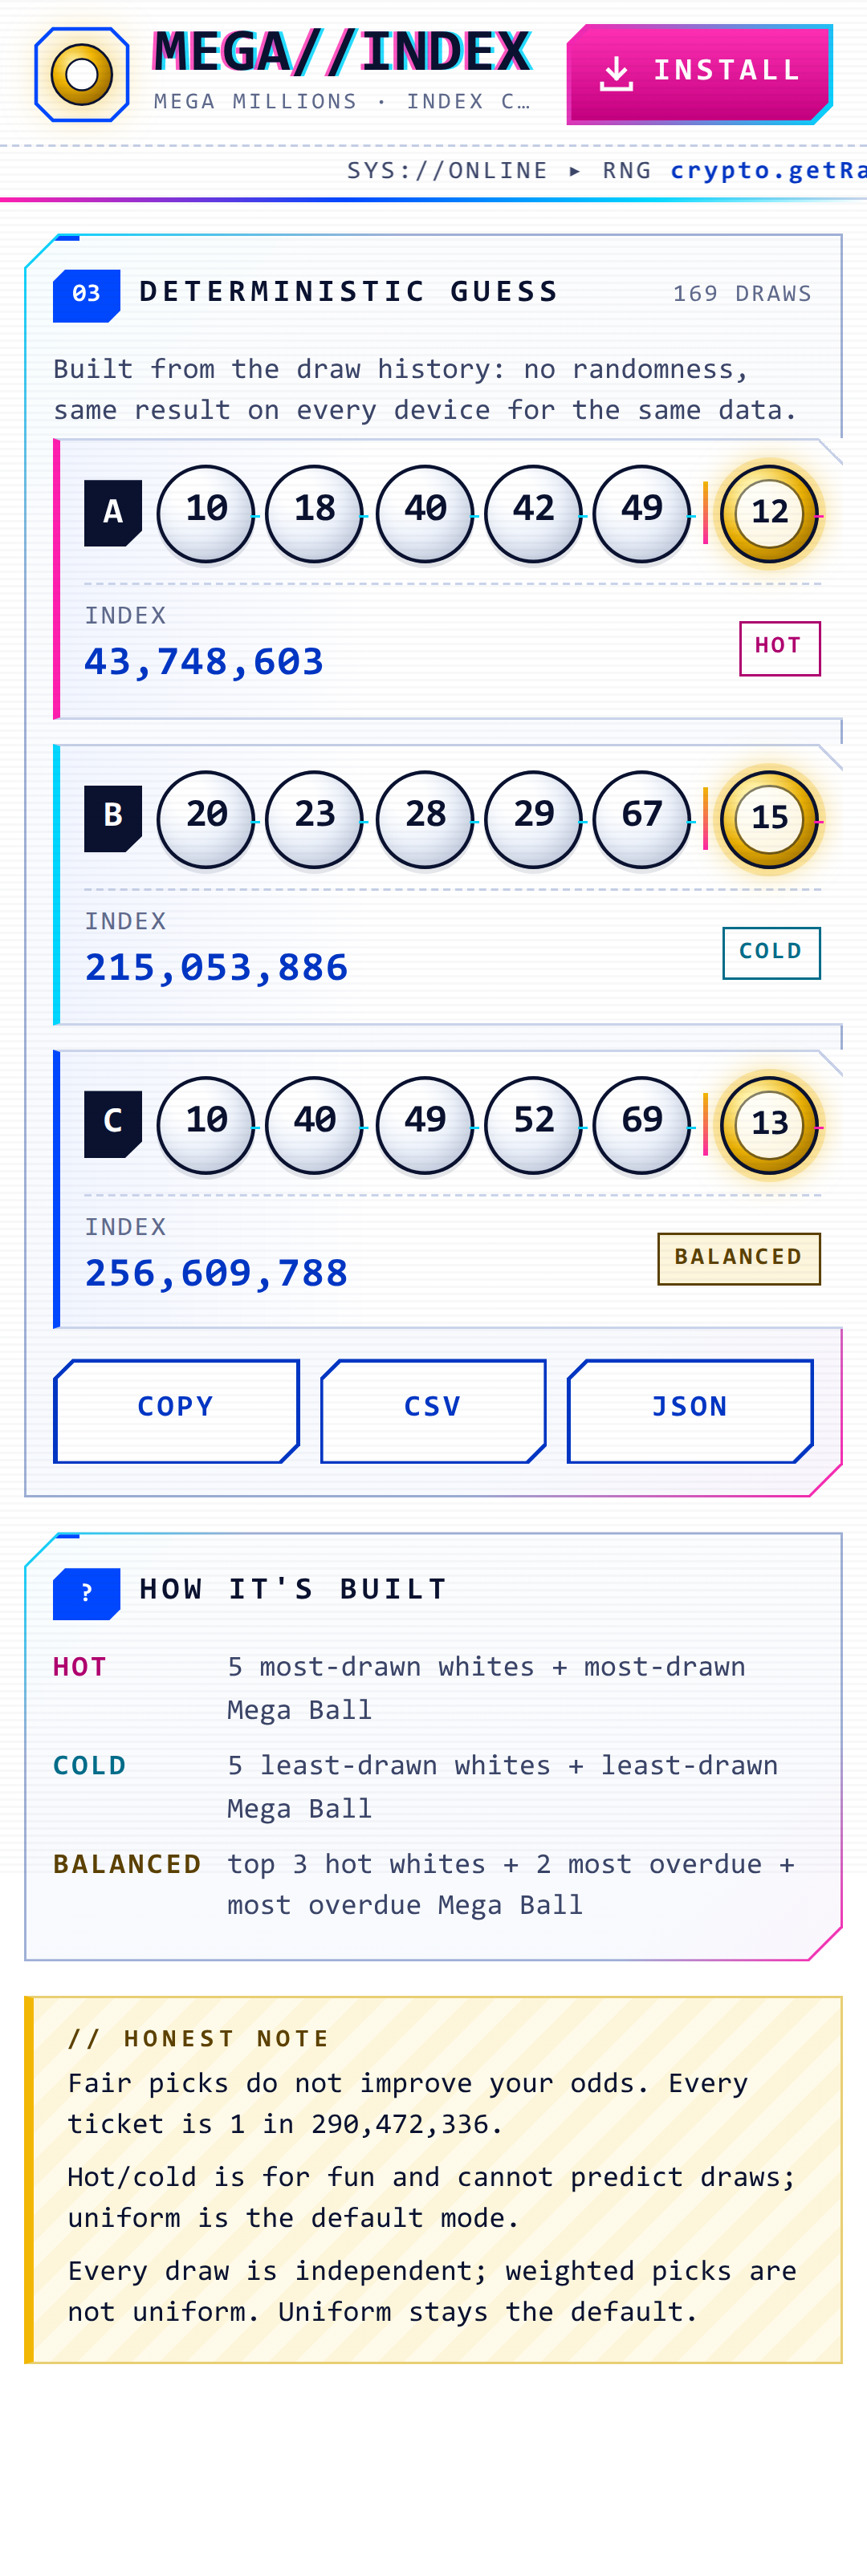 MEGA//INDEX
MEGA MILLIONS · INDEX C…
INSTALL
SYS://ONLINE ▸ RNG crypto.getRa
03 DETERMINISTIC GUESS 169 DRAWS
Built from the draw history: no randomness,
same result on every device for the same data.
A 10 18 40 42 49 12
INDEX
43,748,603
HOT
B 20 23 28 29 67 15
INDEX
215,053,886
COLD
C 10 40 49 52 69 13
INDEX
256,609,788
BALANCED
COPY CSV JSON
? HOW IT'S BUILT
HOT 5 most-drawn whites + most-drawn
Mega Ball
COLD 5 least-drawn whites + least-drawn
Mega Ball
BALANCED top 3 hot whites + 2 most overdue +
most overdue Mega Ball
// HONEST NOTE
Fair picks do not improve your odds. Every
ticket is 1 in 290,472,336.
Hot/cold is for fun and cannot predict draws;
uniform is the default mode.
Every draw is independent; weighted picks are
not uniform. Uniform stays the default.